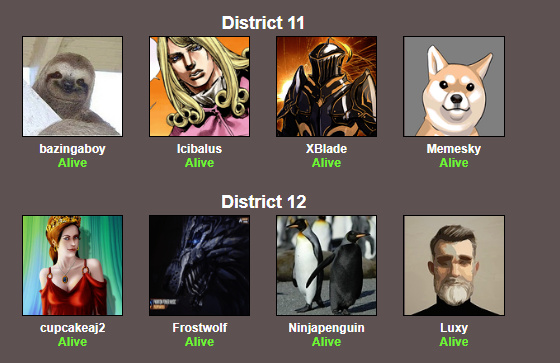 District 11
bazingaboy Icibalus XBlade Memesky
Alive Alive Alive Alive
District 12
cupcakeaj2 Frostwolf Ninjapenguin Luxy
Alive Alive Alive Alive